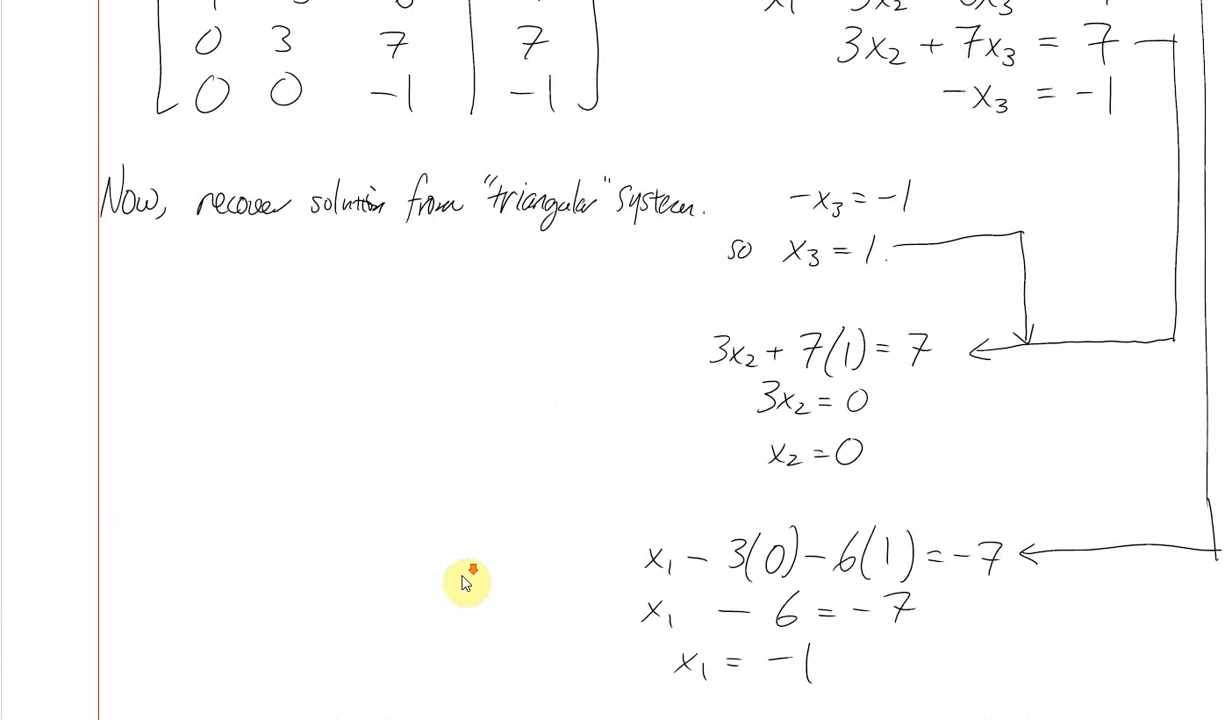 0 3 7 | 7
0 0 -1 | -1
3x₂ + 7x₃ = 7
-x₃ = -1
Now, recover solution from "triangular" system.
-x₃ = -1
so x₃ = 1.
3x₂ + 7(1) = 7
3x₂ = 0
x₂ = 0
x₁ - 3(0) - 6(1) = -7
x₁ - 6 = -7
x₁ = -1